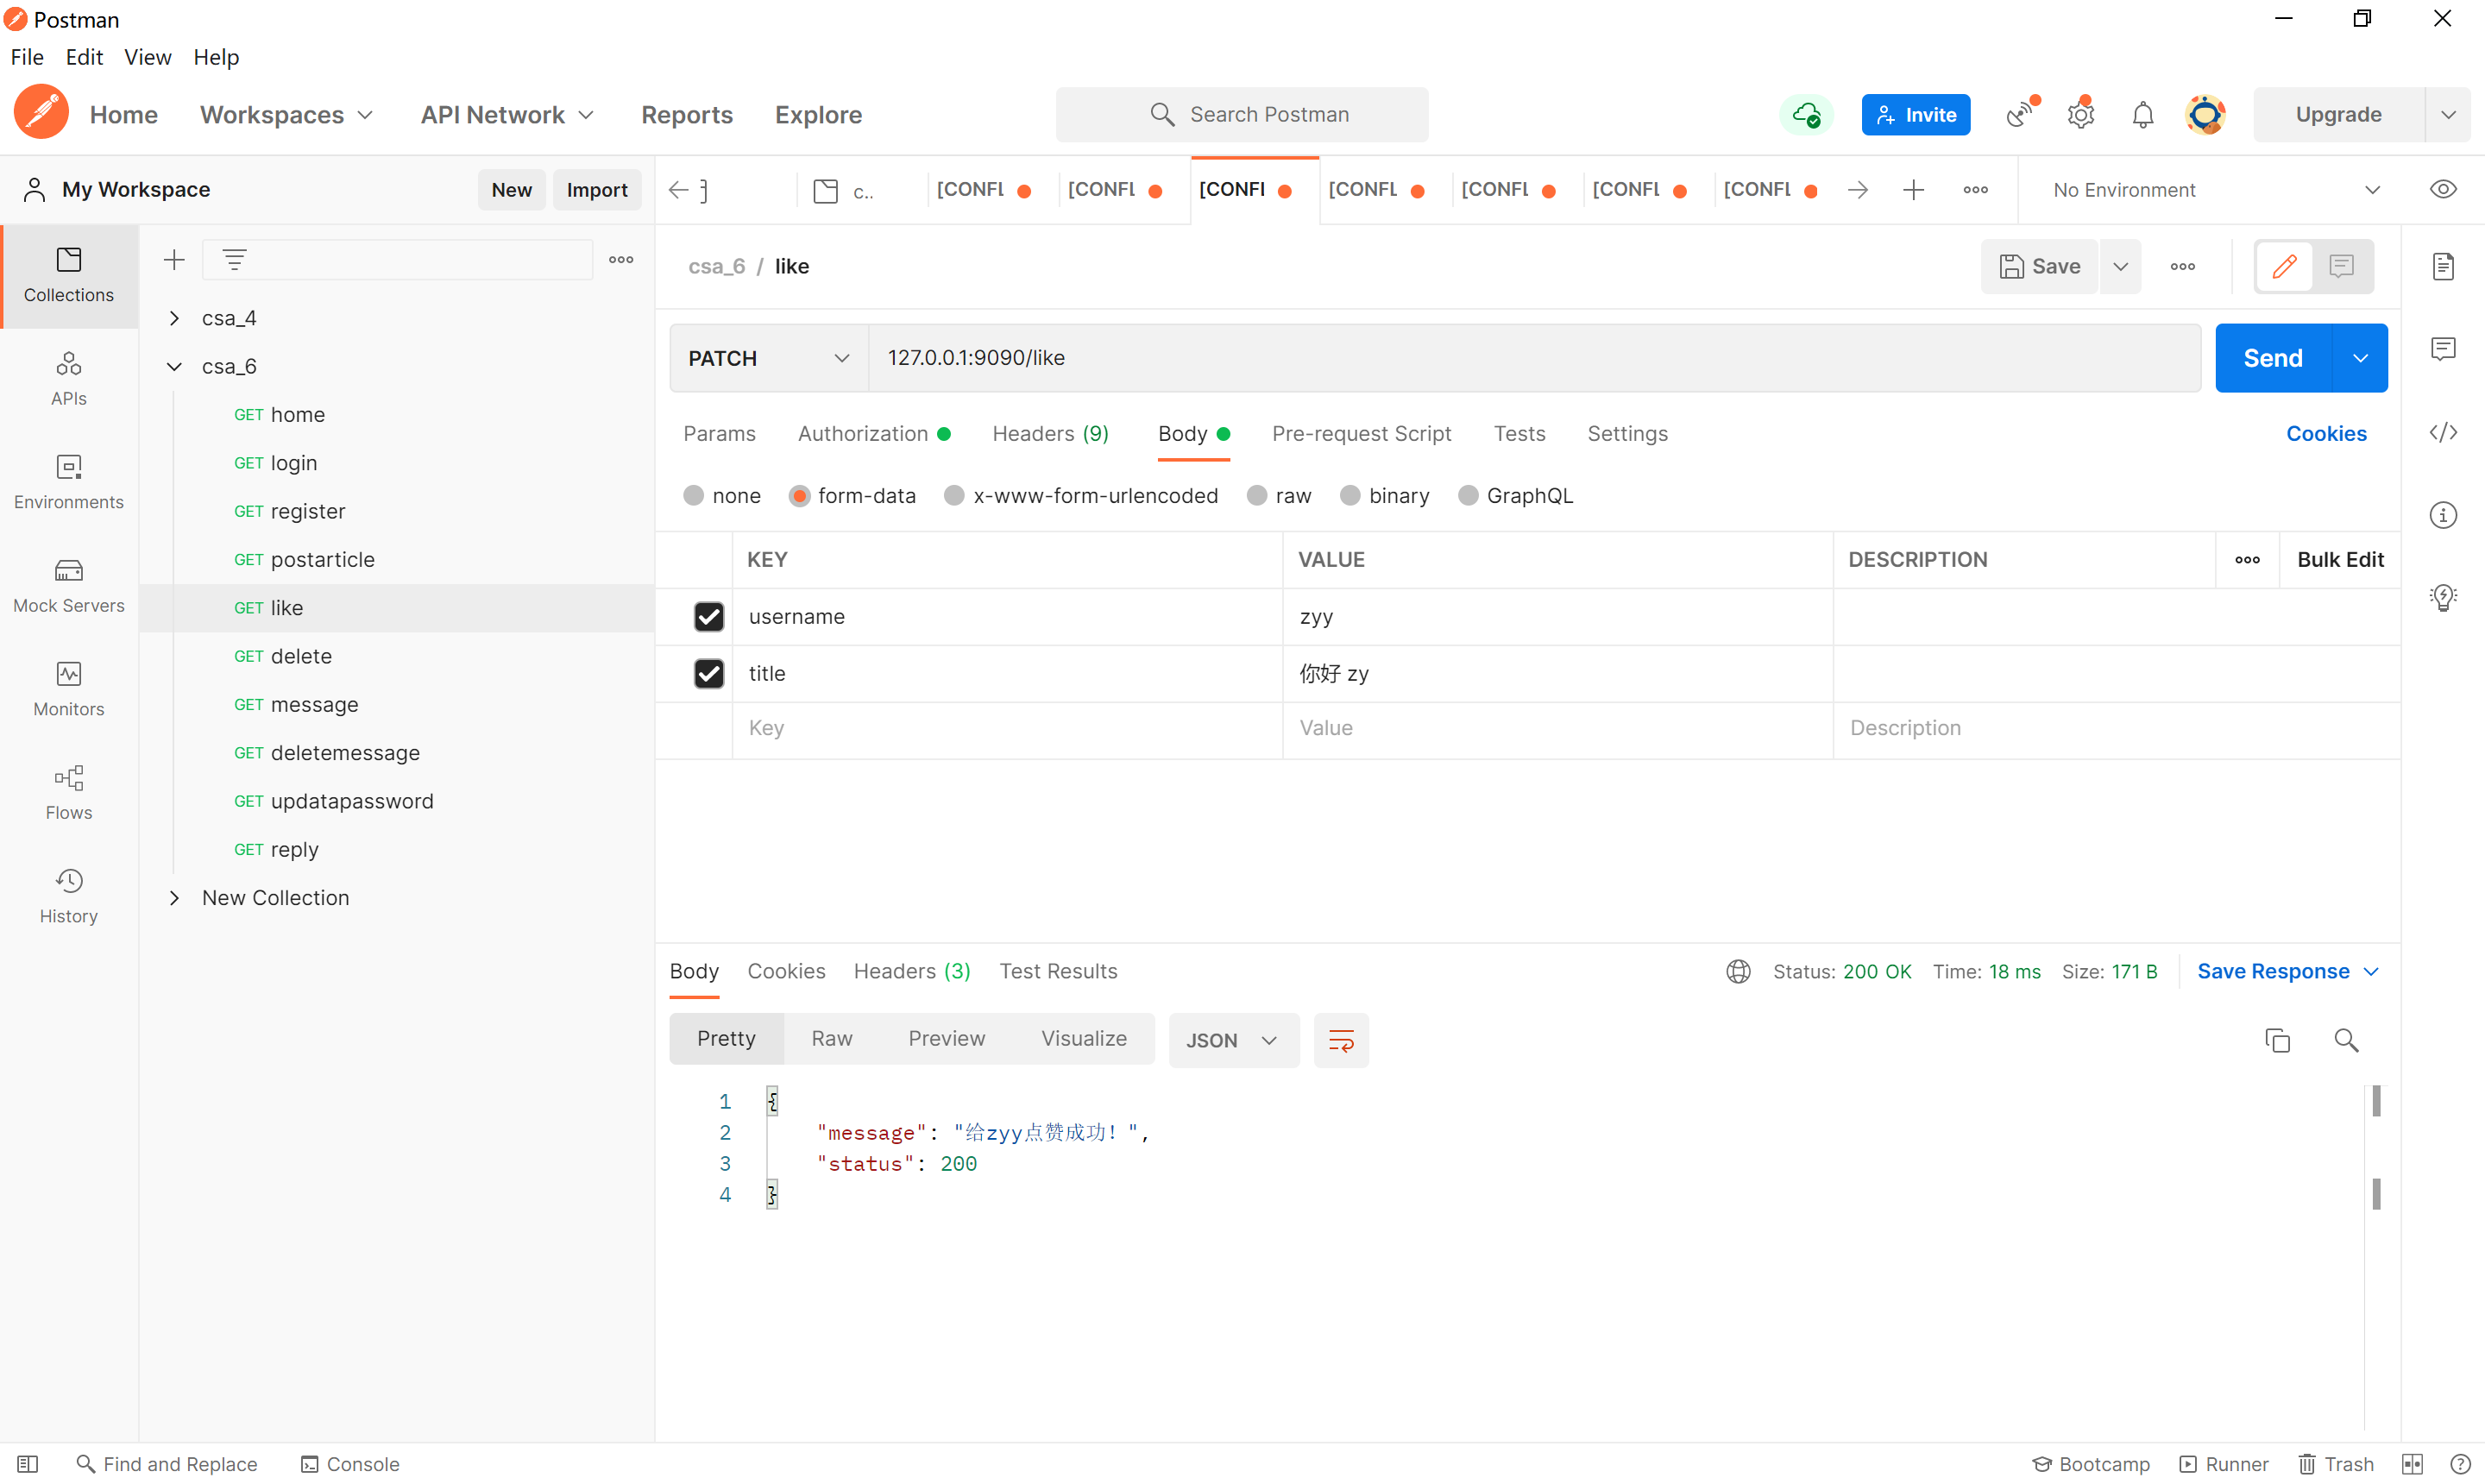 Postman
File Edit View Help
Home Workspaces API Network Reports Explore Search Postman Invite Upgrade
My Workspace New Import ] c.. [CONFL [CONFL [CONFL [CONFL [CONFL [CONFL [CONFL No Environment
Collections
APIs
Environments
Mock Servers
Monitors
Flows
History
csa_4
csa_6
GET home
GET login
GET register
GET postarticle
GET like
GET delete
GET message
GET deletemessage
GET updatapassword
GET reply
New Collection
csa_6 / like Save
PATCH 127.0.0.1:9090/like Send
Params Authorization Headers (9) Body Pre-request Script Tests Settings Cookies
none form-data x-www-form-urlencoded raw binary GraphQL
KEY VALUE DESCRIPTION Bulk Edit
username zyy
title 你好 zy
Key Value Description
Body Cookies Headers (3) Test Results Status: 200 OK Time: 18 ms Size: 171 B Save Response
Pretty Raw Preview Visualize JSON
1 {
2 "message": "给zyy点赞成功！",
3 "status": 200
4 }
Find and Replace Console Bootcamp Runner Trash